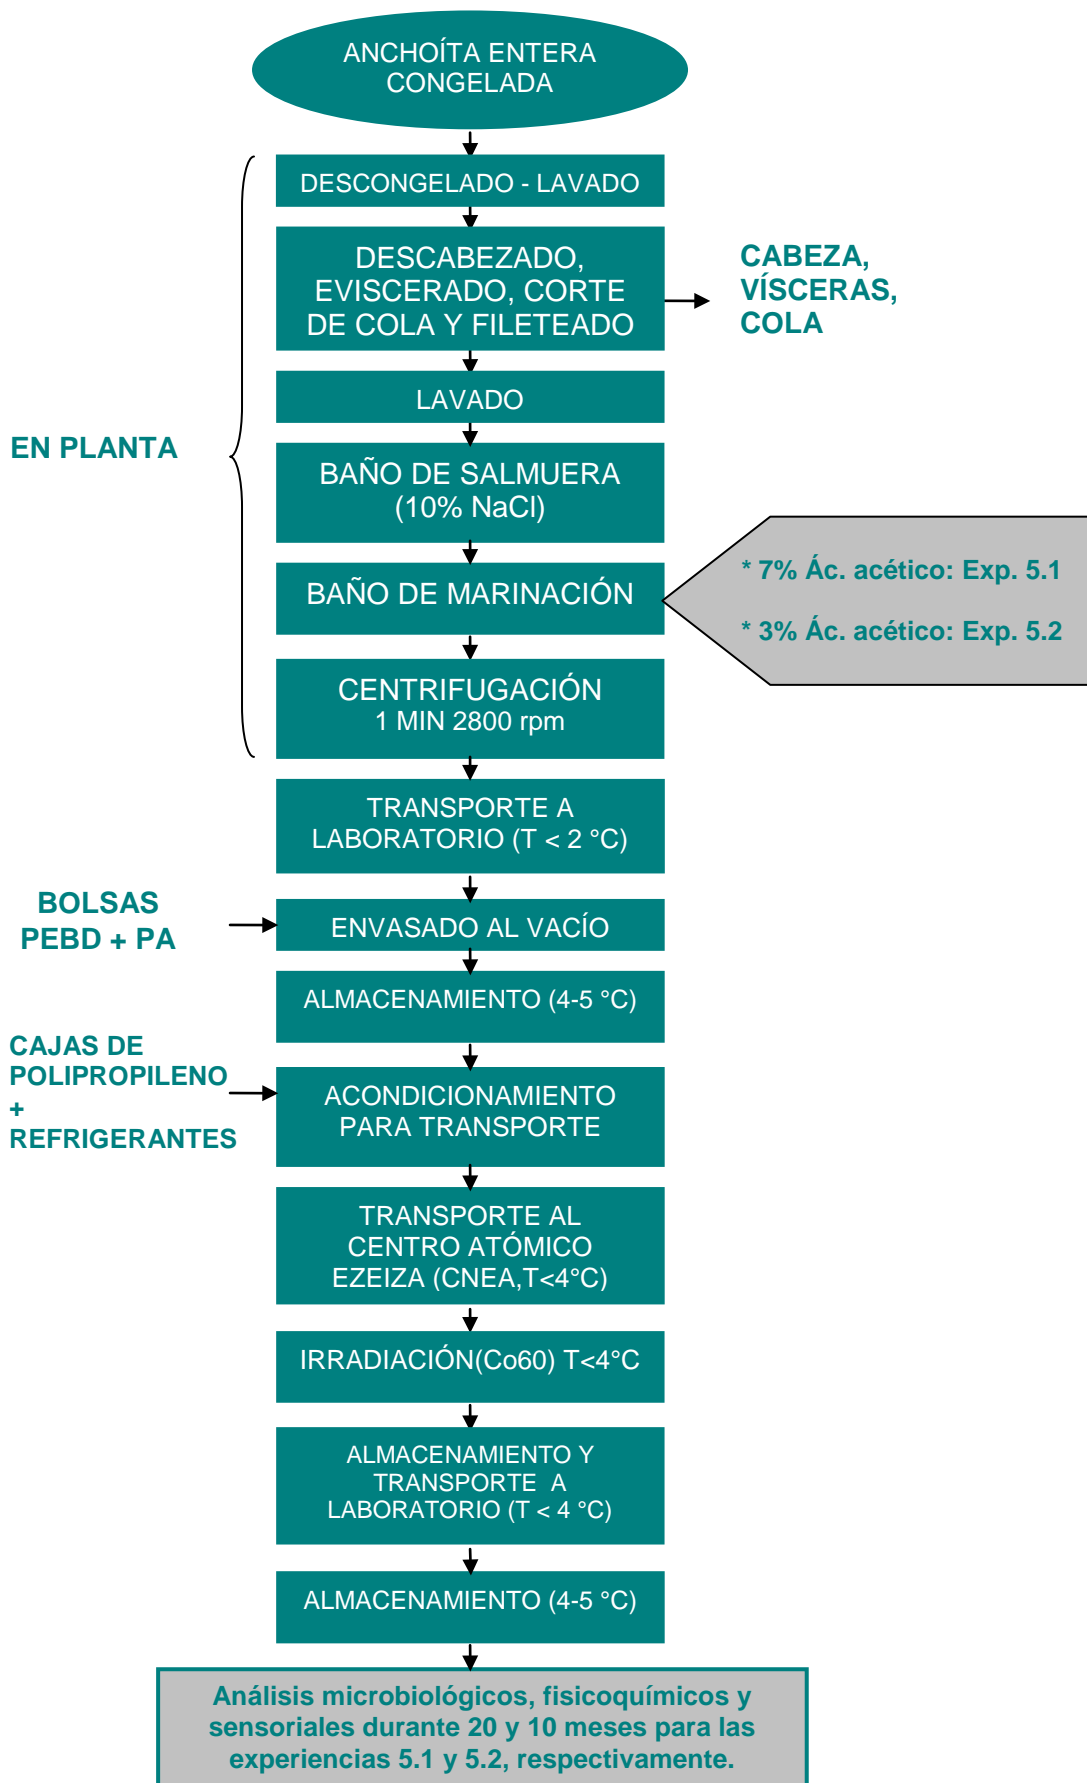 ANCHOÍTA ENTERA
CONGELADA
DESCONGELADO - LAVADO
DESCABEZADO,
EVISCERADO, CORTE
DE COLA Y FILETEADO
CABEZA,
VÍSCERAS,
COLA
LAVADO
EN PLANTA
BAÑO DE SALMUERA
(10% NaCl)
BAÑO DE MARINACIÓN
* 7% Ác. acético: Exp. 5.1
* 3% Ác. acético: Exp. 5.2
CENTRIFUGACIÓN
1 MIN 2800 rpm
TRANSPORTE A
LABORATORIO (T < 2 °C)
BOLSAS
PEBD + PA
ENVASADO AL VACÍO
ALMACENAMIENTO (4-5 °C)
CAJAS DE
POLIPROPILENO
+
REFRIGERANTES
ACONDICIONAMIENTO
PARA TRANSPORTE
TRANSPORTE AL
CENTRO ATÓMICO
EZEIZA (CNEA,T<4°C)
IRRADIACIÓN(Co60) T<4°C
ALMACENAMIENTO Y
TRANSPORTE A
LABORATORIO (T < 4 °C)
ALMACENAMIENTO (4-5 °C)
Análisis microbiológicos, fisicoquímicos y
sensoriales durante 20 y 10 meses para las
experiencias 5.1 y 5.2, respectivamente.